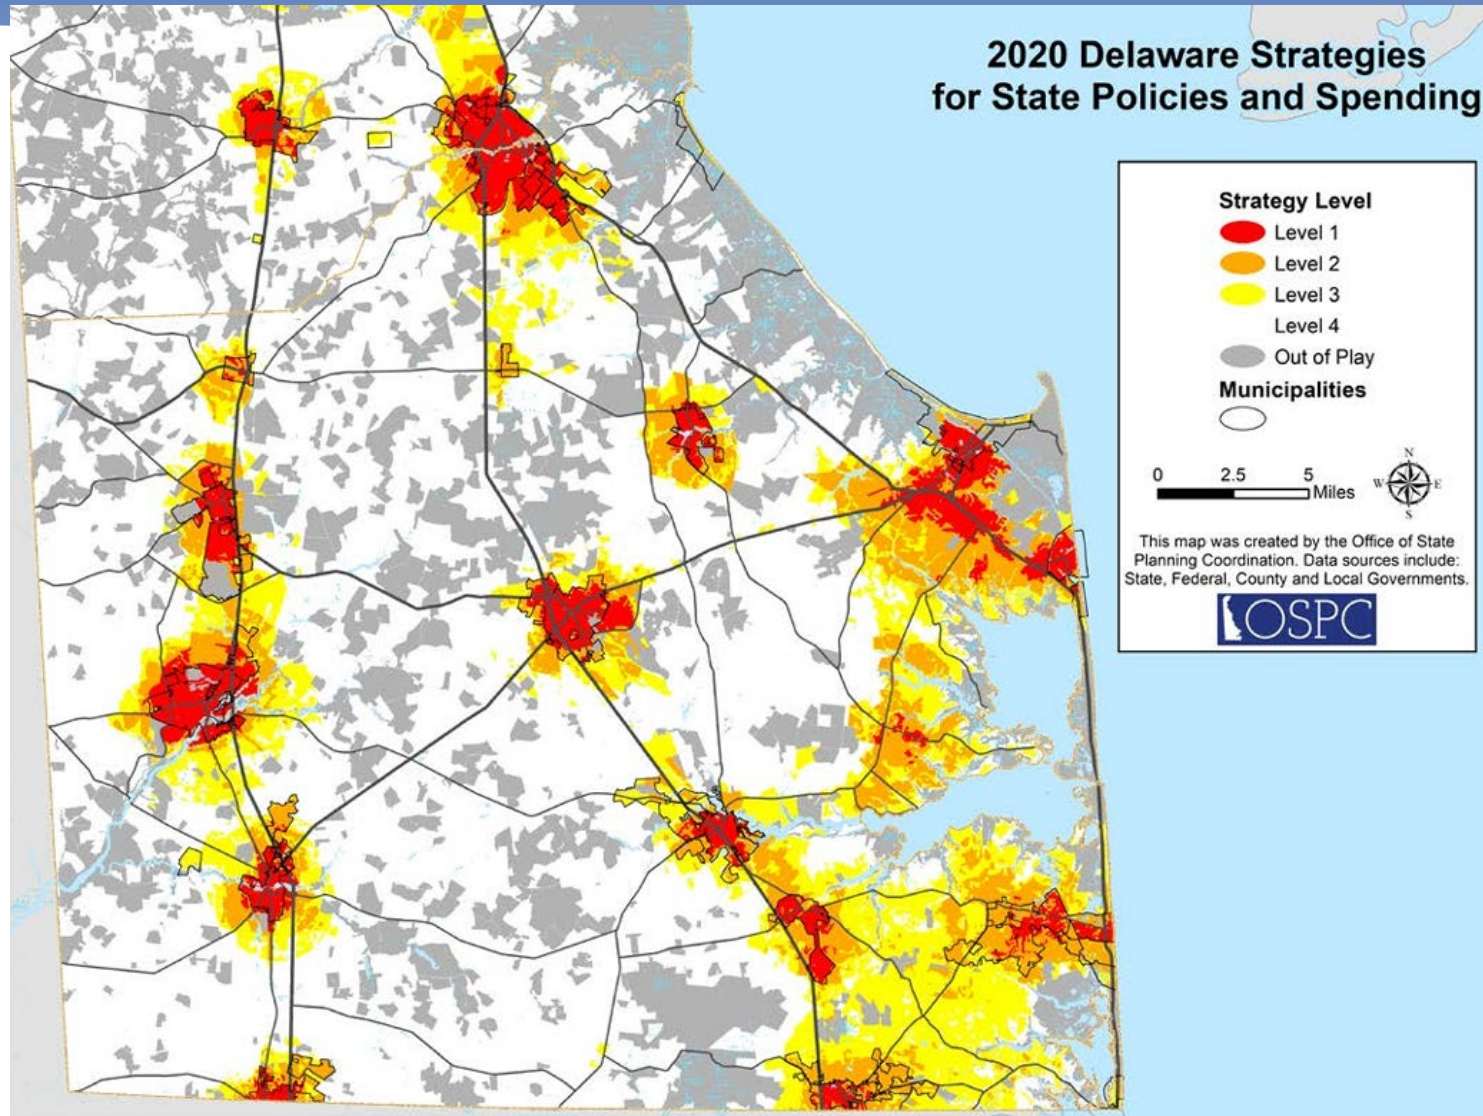 2020 Delaware Strategies
for State Policies and Spending
Strategy Level
Level 1
Level 2
Level 3
Level 4
Out of Play
Municipalities
0 2.5 5
Miles
N
W E
S
This map was created by the Office of State
Planning Coordination. Data sources include:
State, Federal, County and Local Governments.
OSPC